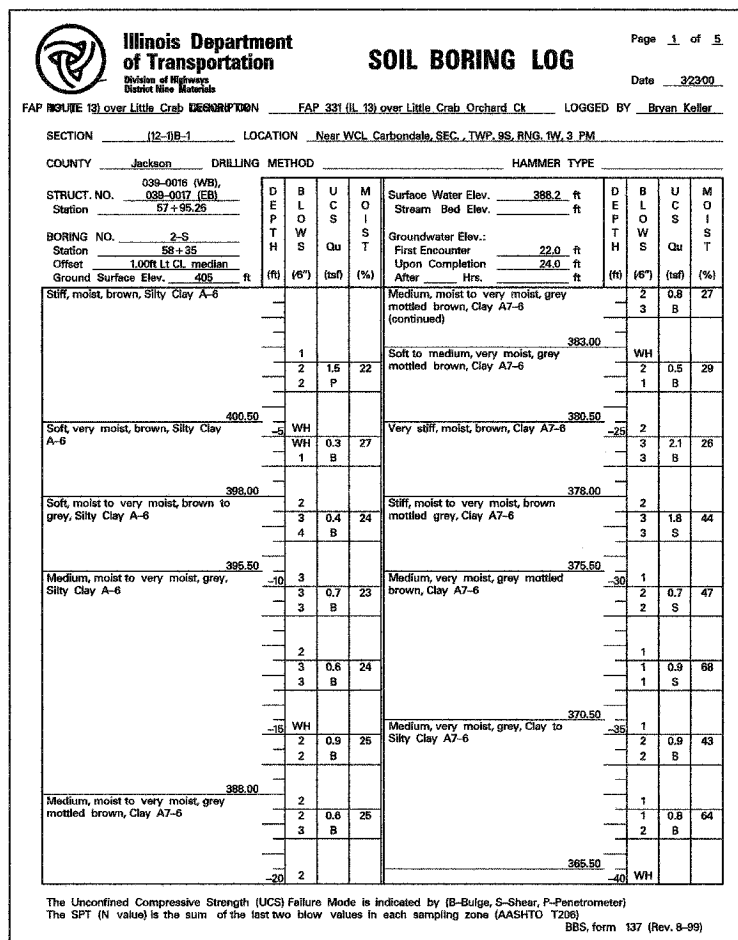 Illinois Department
of Transportation
Division of Highways
District Nine Materials
SOIL BORING LOG
Page 1 of 5
Date 3/23/00
FAP 331 (IL 13) over Little Crab Orchard Ck
LOGGED BY Bryan Keller
SECTION (12-1)B-1 LOCATION Near WCL Carbondale, SEC. , TWP. 9S, RNG. 1W, 3 PM
COUNTY Jackson DRILLING METHOD HAMMER TYPE
STRUCT. NO. 039-0016 (WB),
039-0017 (EB)
Station 57+95.26
BORING NO. 2-S
Station 58+35
Offset 1.00ft Lt CL median
Ground Surface Elev. 405 ft
DEPTH (ft)
BLOWS (/6")
UCS Qu (tsf)
MOIST (%)
Surface Water Elev. 388.2 ft
Stream Bed Elev. ft
Groundwater Elev.:
First Encounter 22.0 ft
Upon Completion 24.0 ft
After Hrs. ft
DEPTH (ft)
BLOWS (/6")
UCS Qu (tsf)
MOIST (%)
Stiff, moist, brown, Silty Clay A-6
1
2 1.5 22
2 P
400.50
Soft, very moist, brown, Silty Clay -5 WH
A-6 WH 0.3 27
1 B
398.00
Soft, moist to very moist, brown to 2
grey, Silty Clay A-6 3 0.4 24
4 B
395.50
Medium, moist to very moist, grey, -10 3
Silty Clay A-6 3 0.7 23
3 B
2
3 0.6 24
3 B
-15 WH
2 0.9 25
2 B
388.00
Medium, moist to very moist, grey 2
mottled brown, Clay A7-6 2 0.6 25
3 B
-20 2
Medium, moist to very moist, grey 2 0.8 27
mottled brown, Clay A7-6 3 B
(continued)
383.00
Soft to medium, very moist, grey WH
mottled brown, Clay A7-6 2 0.5 29
1 B
380.50
Very stiff, moist, brown, Clay A7-6 -25 2
3 2.1 26
3 B
378.00
Stiff, moist to very moist, brown 2
mottled grey, Clay A7-6 3 1.8 44
3 S
375.50
Medium, very moist, grey mottled -30 1
brown, Clay A7-6 2 0.7 47
2 S
1
1 0.9 68
1 S
370.50
Medium, very moist, grey, Clay to -35 1
Silty Clay A7-6 2 0.9 43
2 B
1
1 0.8 64
2 B
365.50
-40 WH
The Unconfined Compressive Strength (UCS) Failure Mode is indicated by (B-Bulge, S-Shear, P-Penetrometer)
The SPT (N value) is the sum of the last two blow values in each sampling zone (AASHTO T206)
BBS, form 137 (Rev. 8-99)